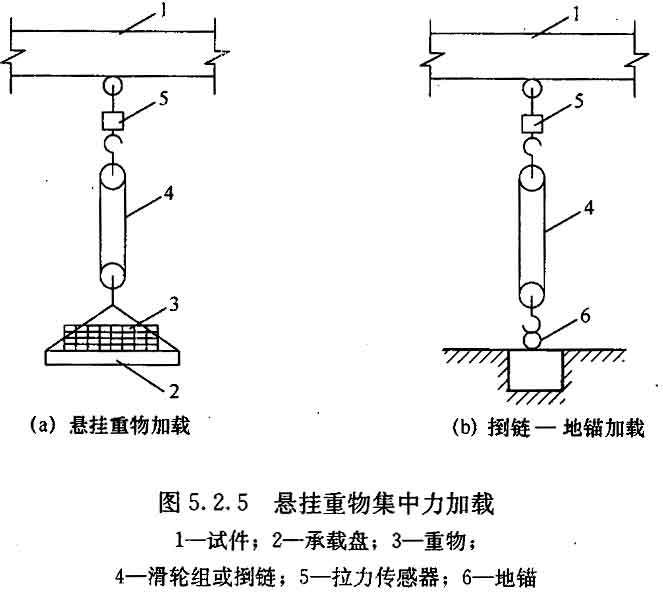 1
5
4
3
2
(a) 悬挂重物加载
1
5
4
6
(b) 捯链—地锚加载
图 5.2.5 悬挂重物集中力加载
1—试件；2—承载盘；3—重物；
4—滑轮组或捯链；5—拉力传感器；6—地锚